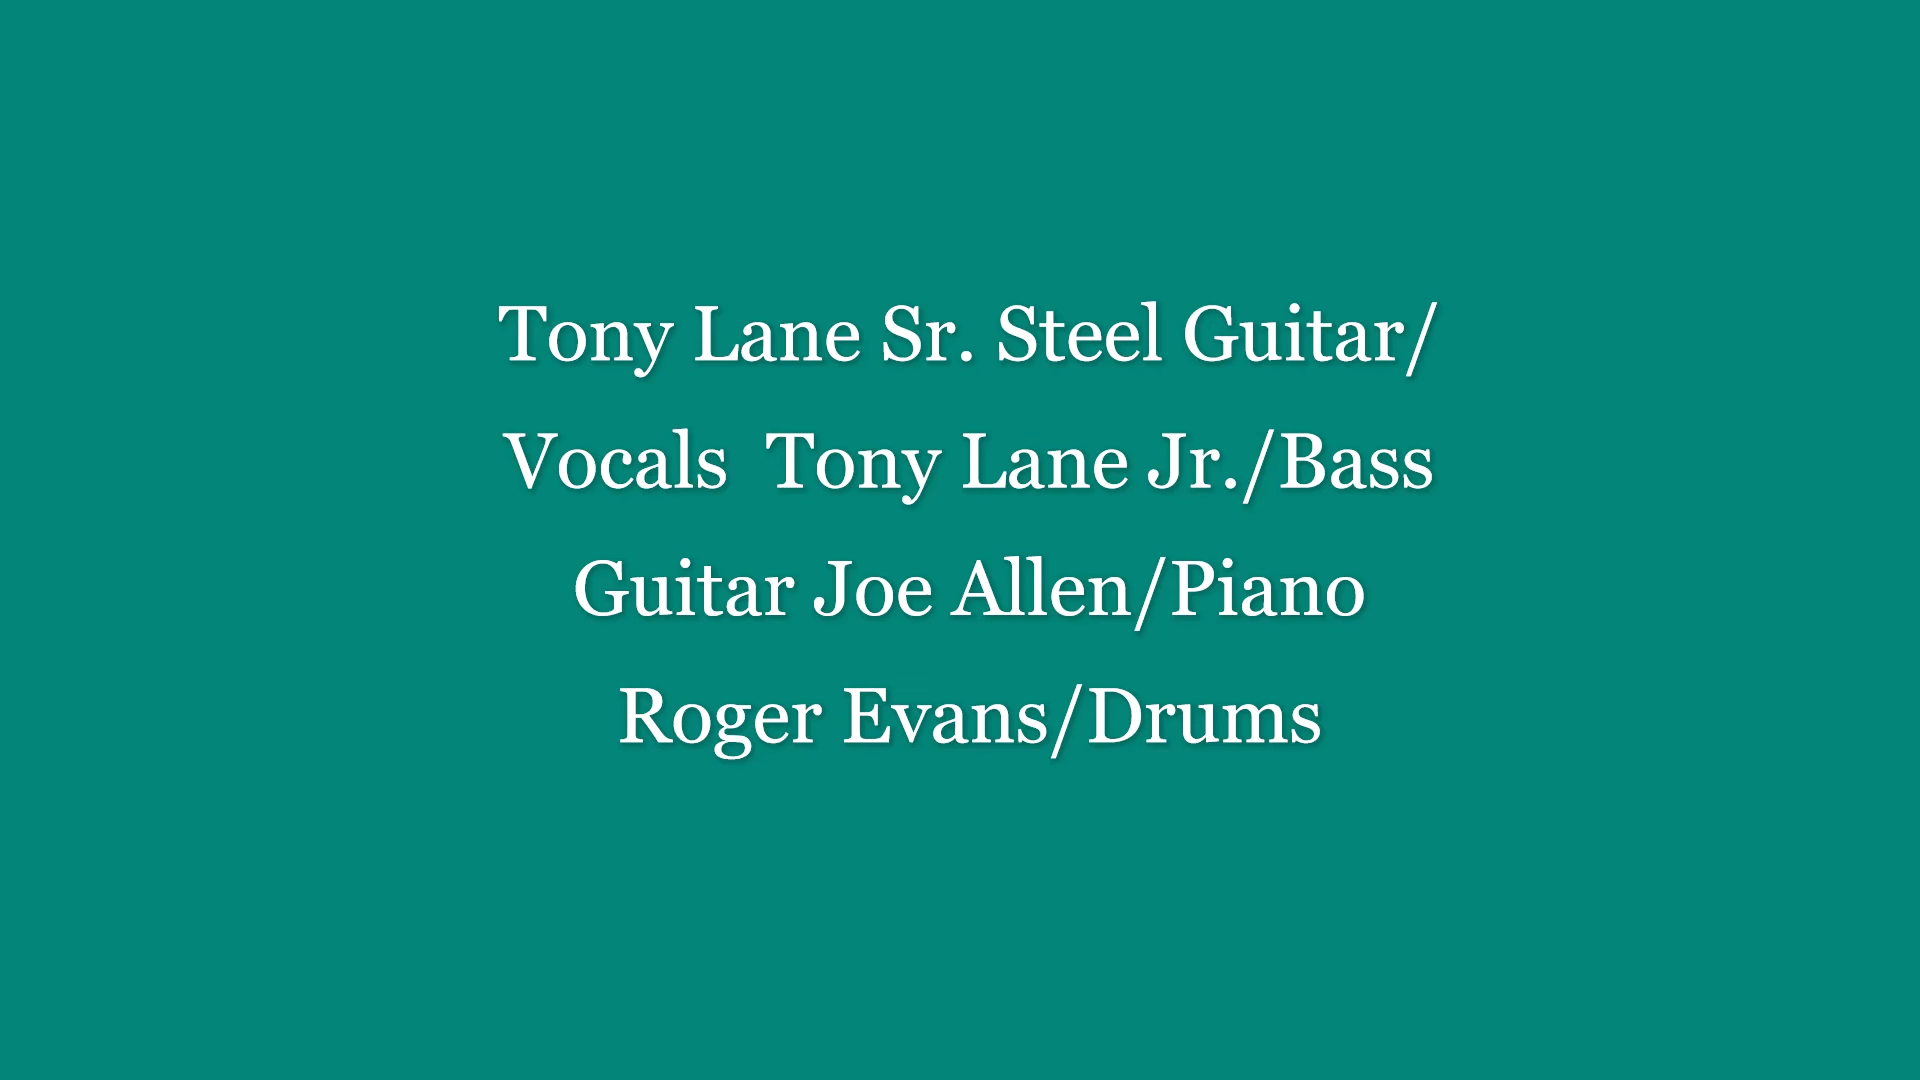 Tony Lane Sr. Steel Guitar/
Vocals  Tony Lane Jr./Bass
Guitar Joe Allen/Piano
Roger Evans/Drums